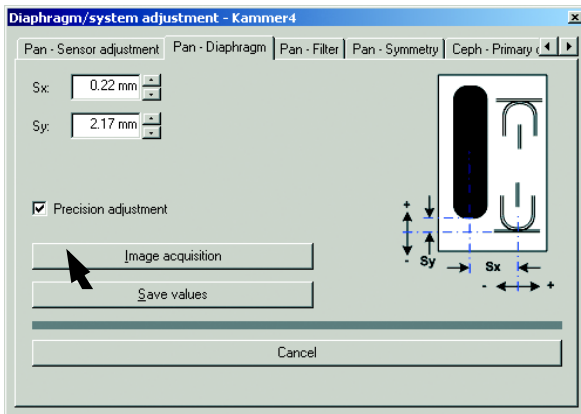 Diaphragm/system adjustment - Kammer4
Pan - Sensor adjustment Pan - Diaphragm Pan - Filter Pan - Symmetry Ceph - Primary
Sx: 0.22 mm
Sy: 2.17 mm
Precision adjustment
Image acquisition
Save values
Cancel
+
- Sy Sx
- +